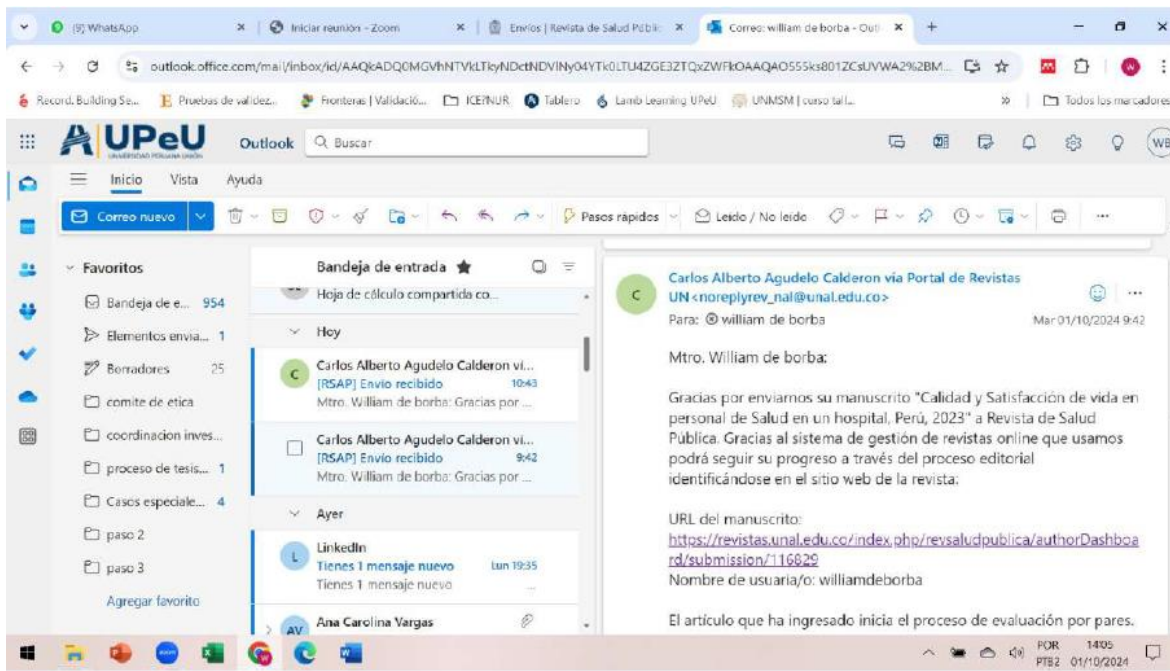 (9) WhatsApp
Iniciar reunión - Zoom
Envíos | Revista de Salud Públic
Correo: william de borba - Out
outlook.office.com/mail/inbox/id/
Record. Building Se...
Pruebas de validez...
Fronteras | Validació...
ICEPNUR
Tablero
Lamb Learning UPeU
UNMSM | curso tall...
Todos los marcadores
UPeU
UNIVERSIDAD PERUANA UNIÓN
Outlook
Buscar
WB
Inicio
Vista
Ayuda
Correo nuevo
Pasos rápidos
Leído / No leído
Favoritos
Bandeja de e... 954
Elementos envia... 1
Borradores 25
comite de etica
coordinacion inves...
proceso de tesis... 1
Casos especiale... 4
paso 2
paso 3
Agregar favorito
Bandeja de entrada
Hoja de cálculo compartida co...
Hoy
C
Carlos Alberto Agudelo Calderon ví...
[RSAP] Envío recibido 10:43
Mtro. William de borba: Gracias por ...
Carlos Alberto Agudelo Calderon ví...
[RSAP] Envío recibido 9:42
Mtro. William de borba: Gracias por ...
Ayer
L
LinkedIn
Tienes 1 mensaje nuevo Lun 19:35
Tienes 1 mensaje nuevo
AV
Ana Carolina Vargas
C
Carlos Alberto Agudelo Calderon vía Portal de Revistas
UN <noreplyrev_nal@unal.edu.co>
Para: william de borba
Mar 01/10/2024 9:42
Mtro. William de borba:
Gracias por enviarnos su manuscrito "Calidad y Satisfacción de vida en
personal de Salud en un hospital, Perú, 2023" a Revista de Salud
Pública. Gracias al sistema de gestión de revistas online que usamos
podrá seguir su progreso a través del proceso editorial
identificándose en el sitio web de la revista:
URL del manuscrito:
https://revistas.unal.edu.co/index.php/revsaludpublica/authorDashboa
rd/submission/116829
Nombre de usuaria/o: williamdeborba
El artículo que ha ingresado inicia el proceso de evaluación por pares.
POR
PTB2
14:05
01/10/2024